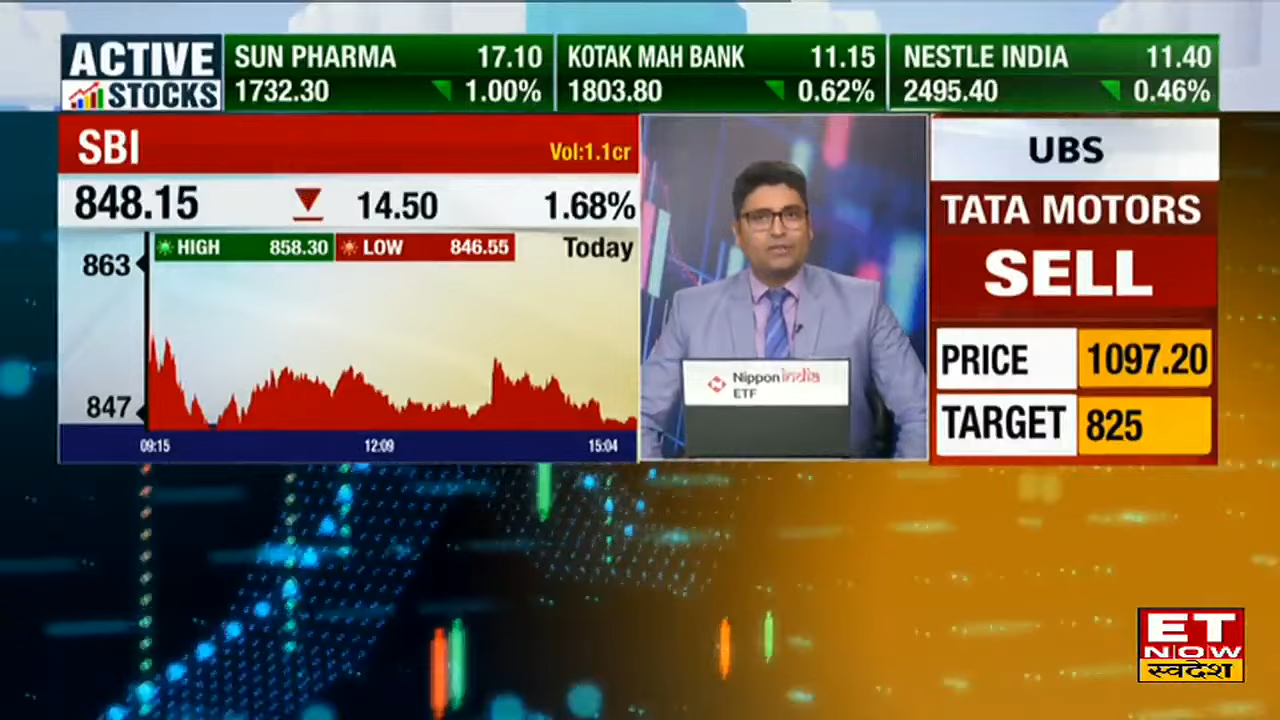 ACTIVE STOCKS
SUN PHARMA 17.10
1732.30 1.00%
KOTAK MAH BANK 11.15
1803.80 0.62%
NESTLE INDIA 11.40
2495.40 0.46%
SBI Vol:1.1cr
848.15 14.50 1.68%
HIGH 858.30 LOW 846.55 Today
863
847
09:15 12:09 15:04
Nippon india
ETF
UBS
TATA MOTORS
SELL
PRICE 1097.20
TARGET 825
ET
NOW
स्वदेश